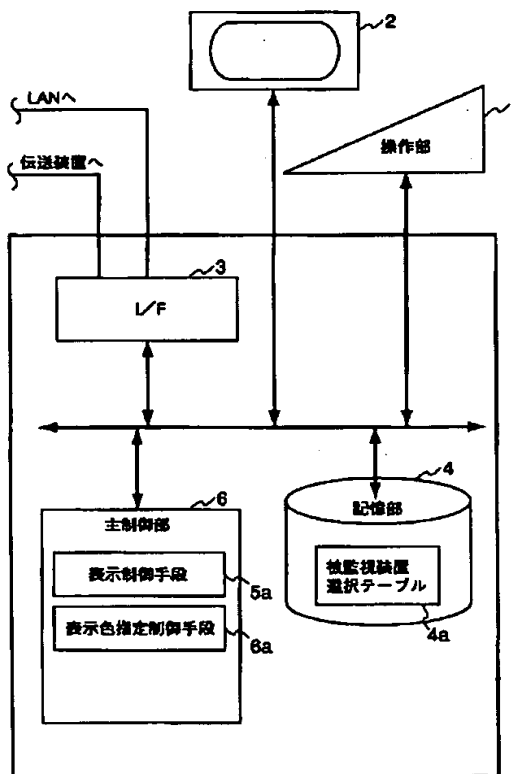 2
LANへ
操作部
伝送装置へ
3
I/F
6
主制御部
4
記憶部
表示制御手段
5a
被監視装置
選択テーブル
表示色指定制御手段
6a
4a